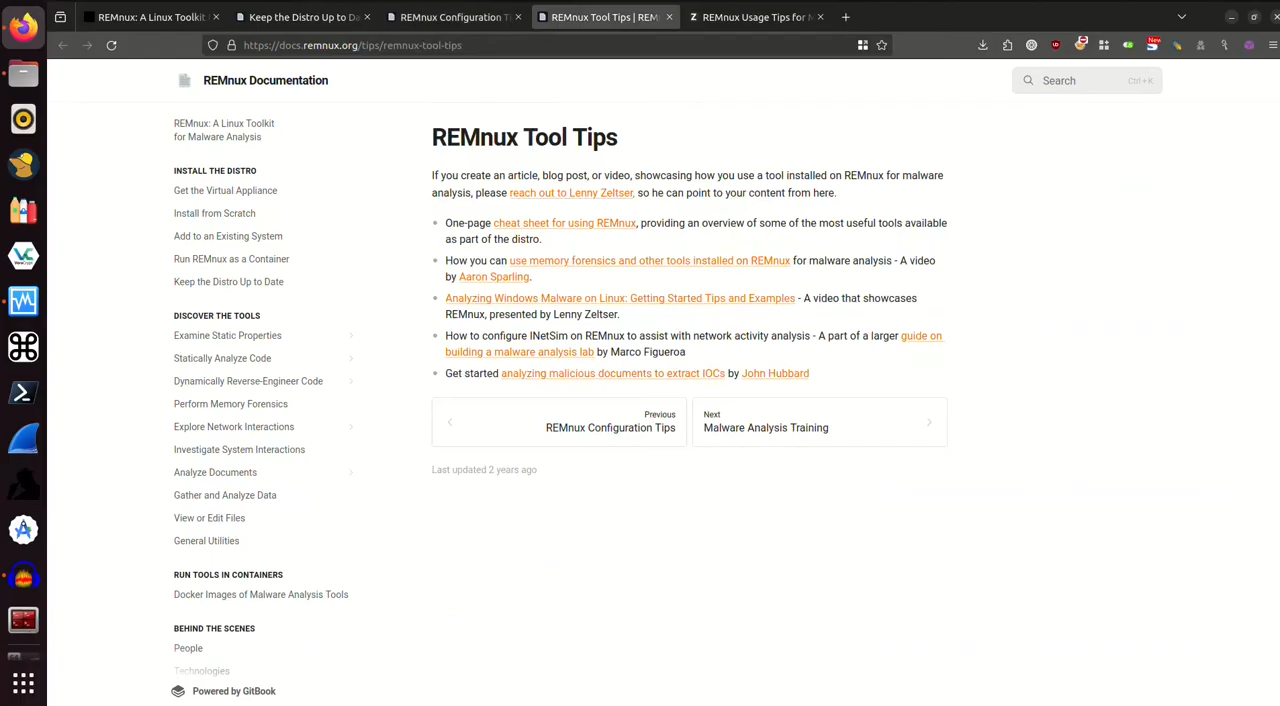 REMnux: A Linux Toolkit
Keep the Distro Up to Da
REMnux Configuration T
REMnux Tool Tips | REM
REMnux Usage Tips for M
https://docs.remnux.org/tips/remnux-tool-tips
New
REMnux Documentation
Search
Ctrl + K
REMnux: A Linux Toolkit
for Malware Analysis
INSTALL THE DISTRO
Get the Virtual Appliance
Install from Scratch
Add to an Existing System
Run REMnux as a Container
Keep the Distro Up to Date
DISCOVER THE TOOLS
Examine Static Properties
Statically Analyze Code
Dynamically Reverse-Engineer Code
Perform Memory Forensics
Explore Network Interactions
Investigate System Interactions
Analyze Documents
Gather and Analyze Data
View or Edit Files
General Utilities
RUN TOOLS IN CONTAINERS
Docker Images of Malware Analysis Tools
BEHIND THE SCENES
People
Technologies
Powered by GitBook
REMnux Tool Tips
If you create an article, blog post, or video, showcasing how you use a tool installed on REMnux for malware
analysis, please reach out to Lenny Zeltser, so he can point to your content from here.
One-page cheat sheet for using REMnux, providing an overview of some of the most useful tools available
as part of the distro.
How you can use memory forensics and other tools installed on REMnux for malware analysis - A video
by Aaron Sparling.
Analyzing Windows Malware on Linux: Getting Started Tips and Examples - A video that showcases
REMnux, presented by Lenny Zeltser.
How to configure INetSim on REMnux to assist with network activity analysis - A part of a larger guide on
building a malware analysis lab by Marco Figueroa
Get started analyzing malicious documents to extract IOCs by John Hubbard
Previous
REMnux Configuration Tips
Next
Malware Analysis Training
Last updated 2 years ago